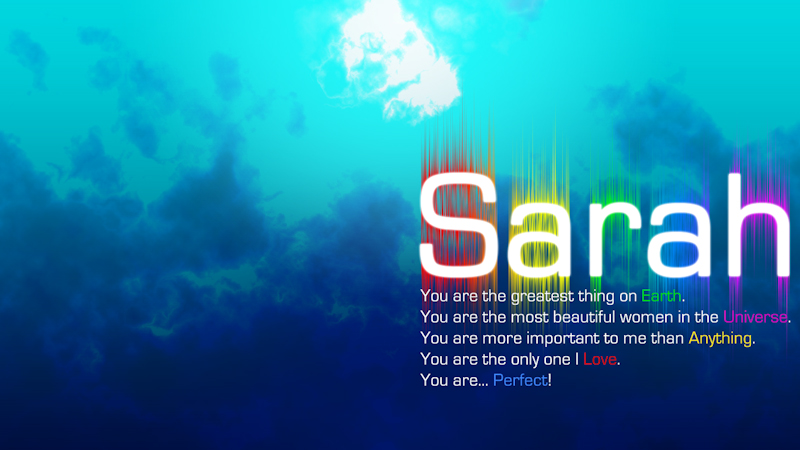 Sarah
You are the greatest thing on Earth.
You are the most beautiful women in the Universe.
You are more important to me than Anything.
You are the only one I Love.
You are... Perfect!